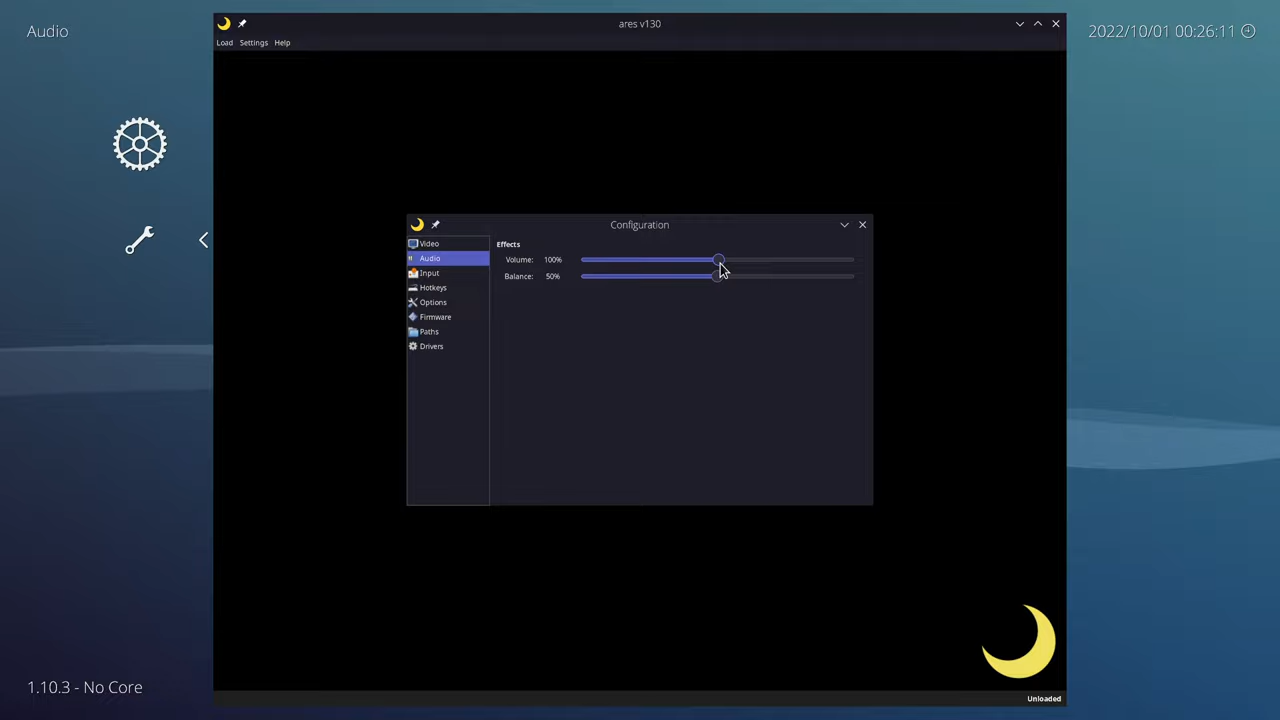 Audio
ares v130
2022/10/01 00:26:11
Load Settings Help
Configuration
Video
Audio
Input
Hotkeys
Options
Firmware
Paths
Drivers
Effects
Volume: 100%
Balance: 50%
1.10.3 - No Core
Unloaded